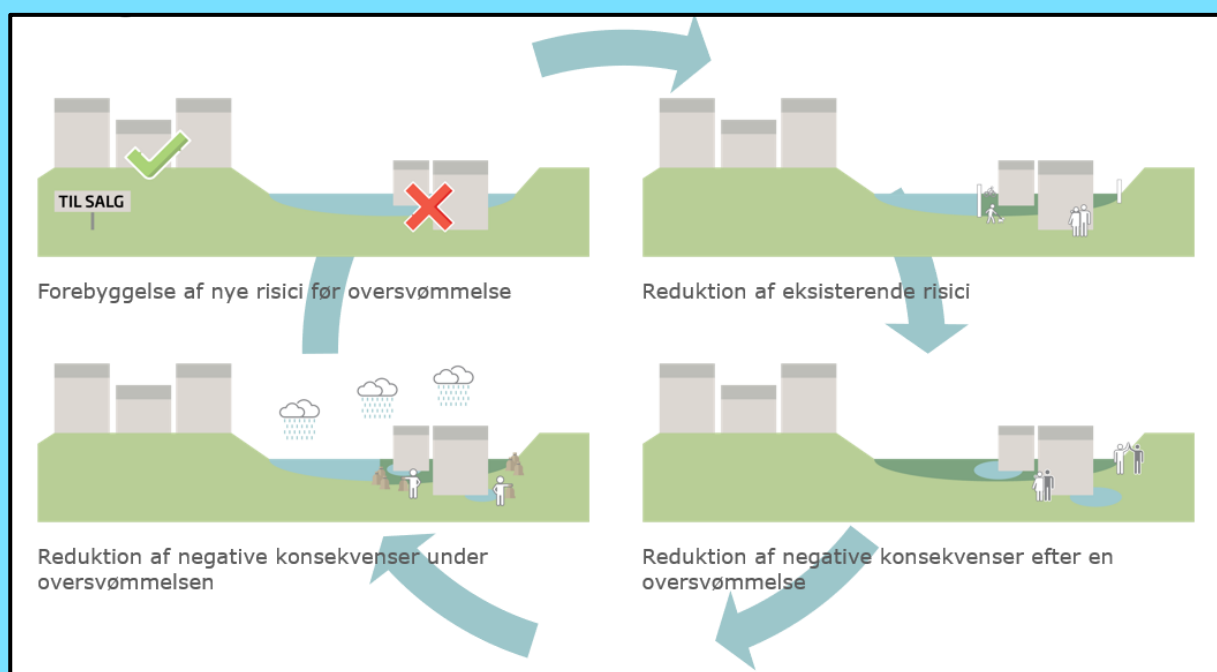 TIL SALG
Forebyggelse af nye risici før oversvømmelse
Reduktion af eksisterende risici
Reduktion af negative konsekvenser under
oversvømmelsen
Reduktion af negative konsekvenser efter en
oversvømmelse